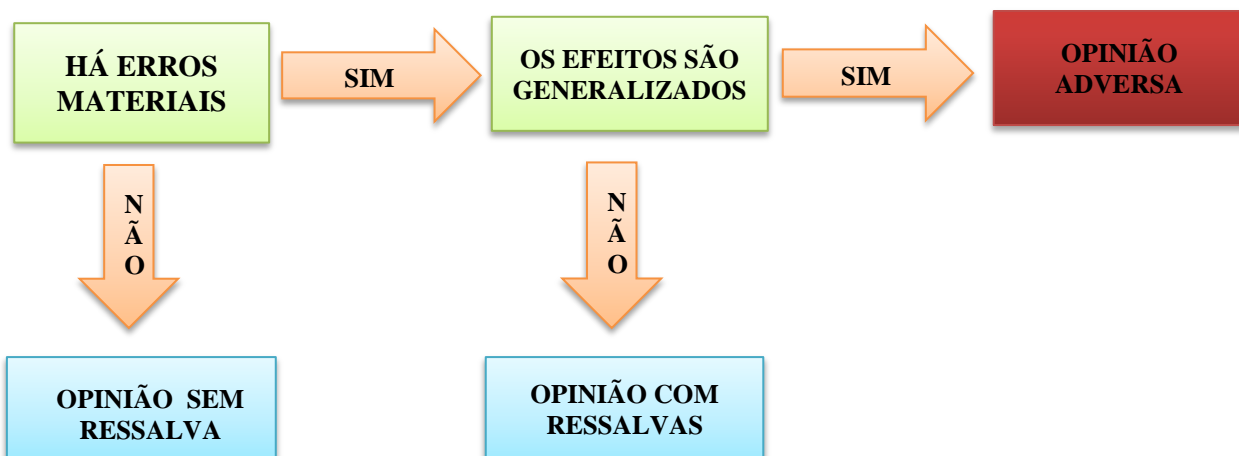 HÁ ERROS
MATERIAIS
SIM
OS EFEITOS SÃO
GENERALIZADOS
SIM
OPINIÃO
ADVERSA
N
Ã
O
N
Ã
O
OPINIÃO SEM
RESSALVA
OPINIÃO COM
RESSALVAS